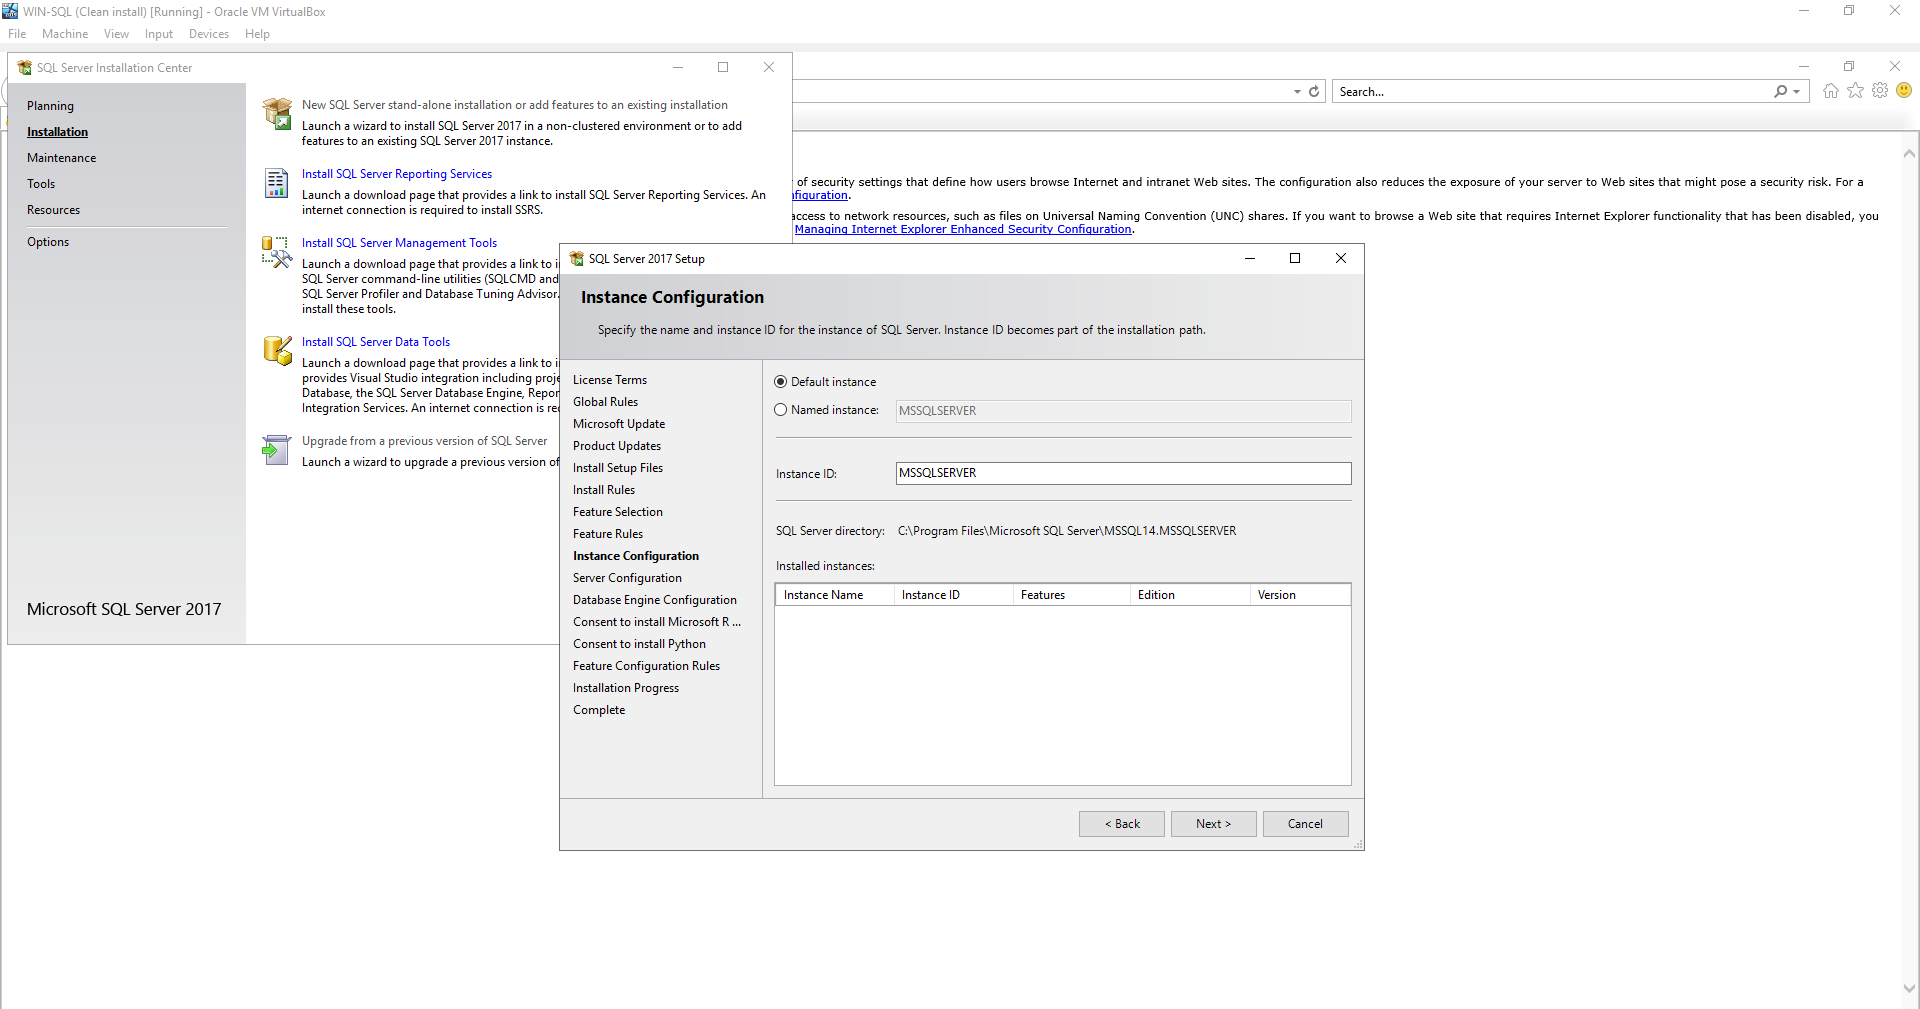 WIN-SQL (Clean install) [Running] - Oracle VM VirtualBox
File Machine View Input Devices Help
SQL Server Installation Center
Search...
Planning
Installation
Maintenance
Tools
Resources
Options
Microsoft SQL Server 2017
New SQL Server stand-alone installation or add features to an existing installation
Launch a wizard to install SQL Server 2017 in a non-clustered environment or to add
features to an existing SQL Server 2017 instance.
Install SQL Server Reporting Services
Launch a download page that provides a link to install SQL Server Reporting Services. An
internet connection is required to install SSRS.
Install SQL Server Management Tools
Launch a download page that provides a link to i
SQL Server command-line utilities (SQLCMD and
SQL Server Profiler and Database Tuning Advisor.
install these tools.
Install SQL Server Data Tools
Launch a download page that provides a link to i
provides Visual Studio integration including proje
Database, the SQL Server Database Engine, Repor
Integration Services. An internet connection is re
Upgrade from a previous version of SQL Server
Launch a wizard to upgrade a previous version of
of security settings that define how users browse Internet and intranet Web sites. The configuration also reduces the exposure of your server to Web sites that might pose a security risk. For a
figuration.
access to network resources, such as files on Universal Naming Convention (UNC) shares. If you want to browse a Web site that requires Internet Explorer functionality that has been disabled, you
Managing Internet Explorer Enhanced Security Configuration.
SQL Server 2017 Setup
Instance Configuration
Specify the name and instance ID for the instance of SQL Server. Instance ID becomes part of the installation path.
License Terms
Global Rules
Microsoft Update
Product Updates
Install Setup Files
Install Rules
Feature Selection
Feature Rules
Instance Configuration
Server Configuration
Database Engine Configuration
Consent to install Microsoft R ...
Consent to install Python
Feature Configuration Rules
Installation Progress
Complete
Default instance
Named instance: MSSQLSERVER
Instance ID: MSSQLSERVER
SQL Server directory: C:\Program Files\Microsoft SQL Server\MSSQL14.MSSQLSERVER
Installed instances:
Instance Name Instance ID Features Edition Version
< Back Next > Cancel